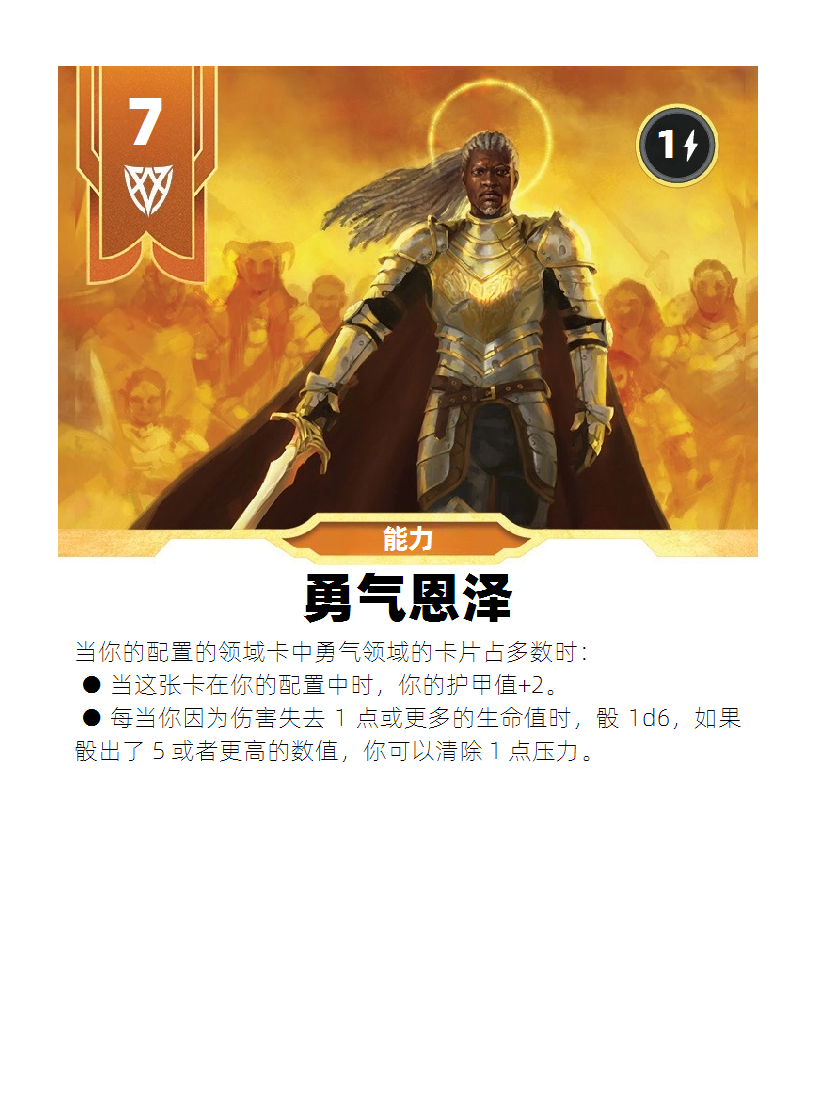 7
1
能力
勇气恩泽
当你的配置的领域卡中勇气领域的卡片占多数时：
● 当这张卡在你的配置中时，你的护甲值+2。
● 每当你因为伤害失去 1 点或更多的生命值时，骰 1d6，如果
骰出了 5 或者更高的数值，你可以清除 1 点压力。